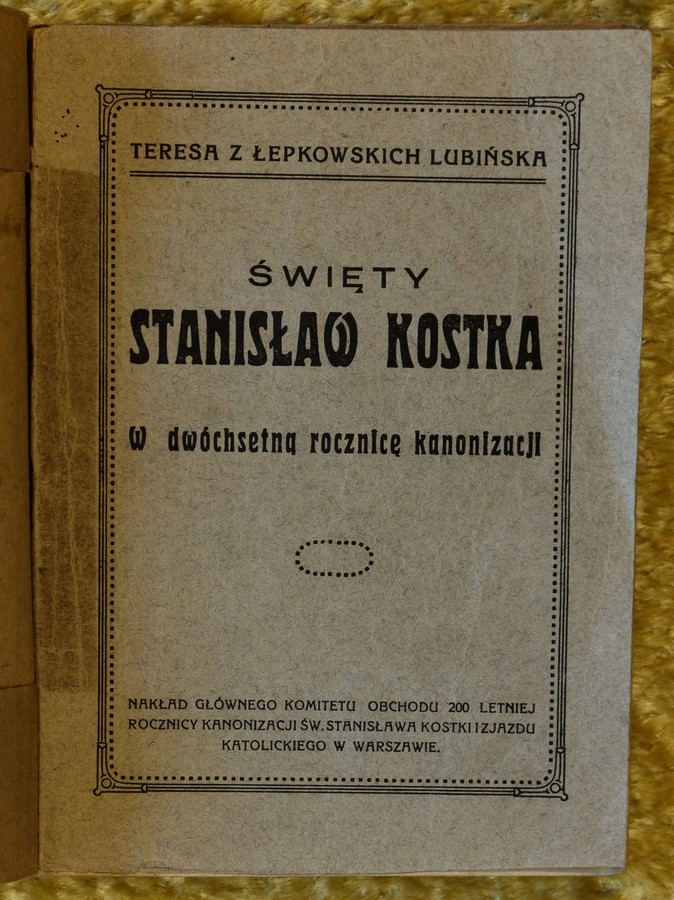 TERESA Z ŁEPKOWSKICH LUBIŃSKA
ŚWIĘTY
STANISŁAW KOSTKA
W dwóchsetną rocznicę kanonizacji
NAKŁAD GŁÓWNEGO KOMITETU OBCHODU 200 LETNIEJ
ROCZNICY KANONIZACJI ŚW. STANISŁAWA KOSTKI I ZJAZDU
KATOLICKIEGO W WARSZAWIE.